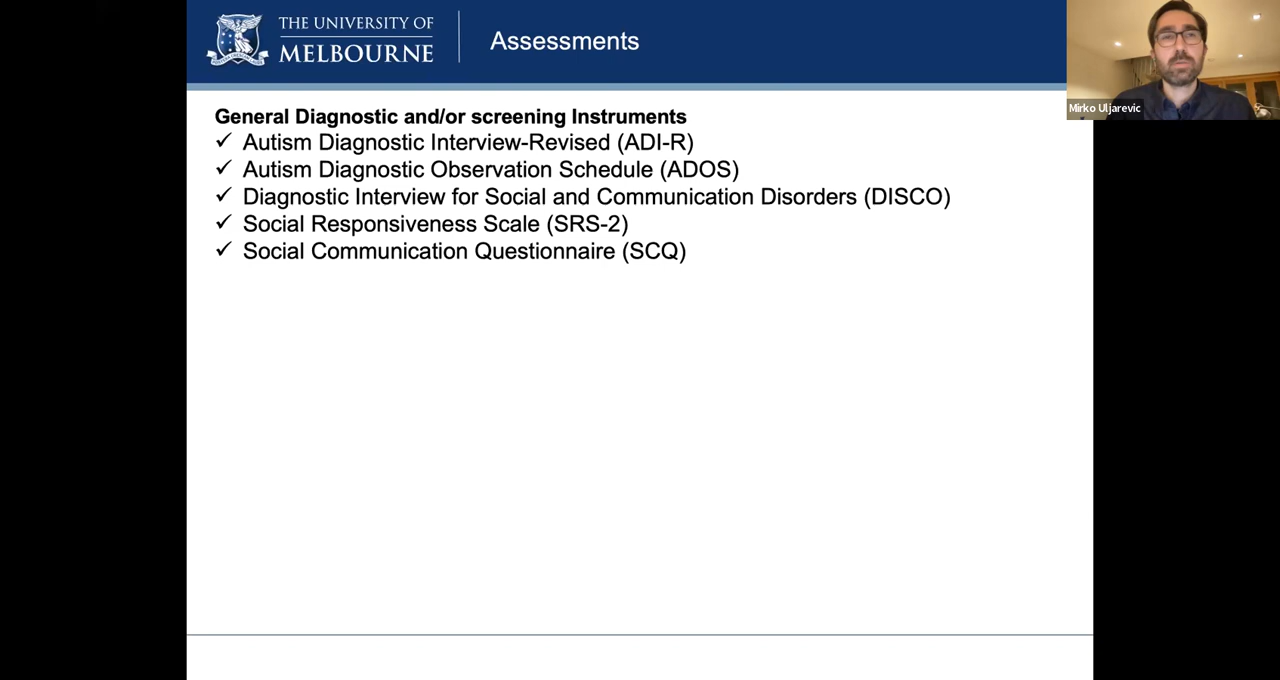 THE UNIVERSITY OF
MELBOURNE
Assessments
Mirko Uljarevic
General Diagnostic and/or screening Instruments
✓ Autism Diagnostic Interview-Revised (ADI-R)
✓ Autism Diagnostic Observation Schedule (ADOS)
✓ Diagnostic Interview for Social and Communication Disorders (DISCO)
✓ Social Responsiveness Scale (SRS-2)
✓ Social Communication Questionnaire (SCQ)